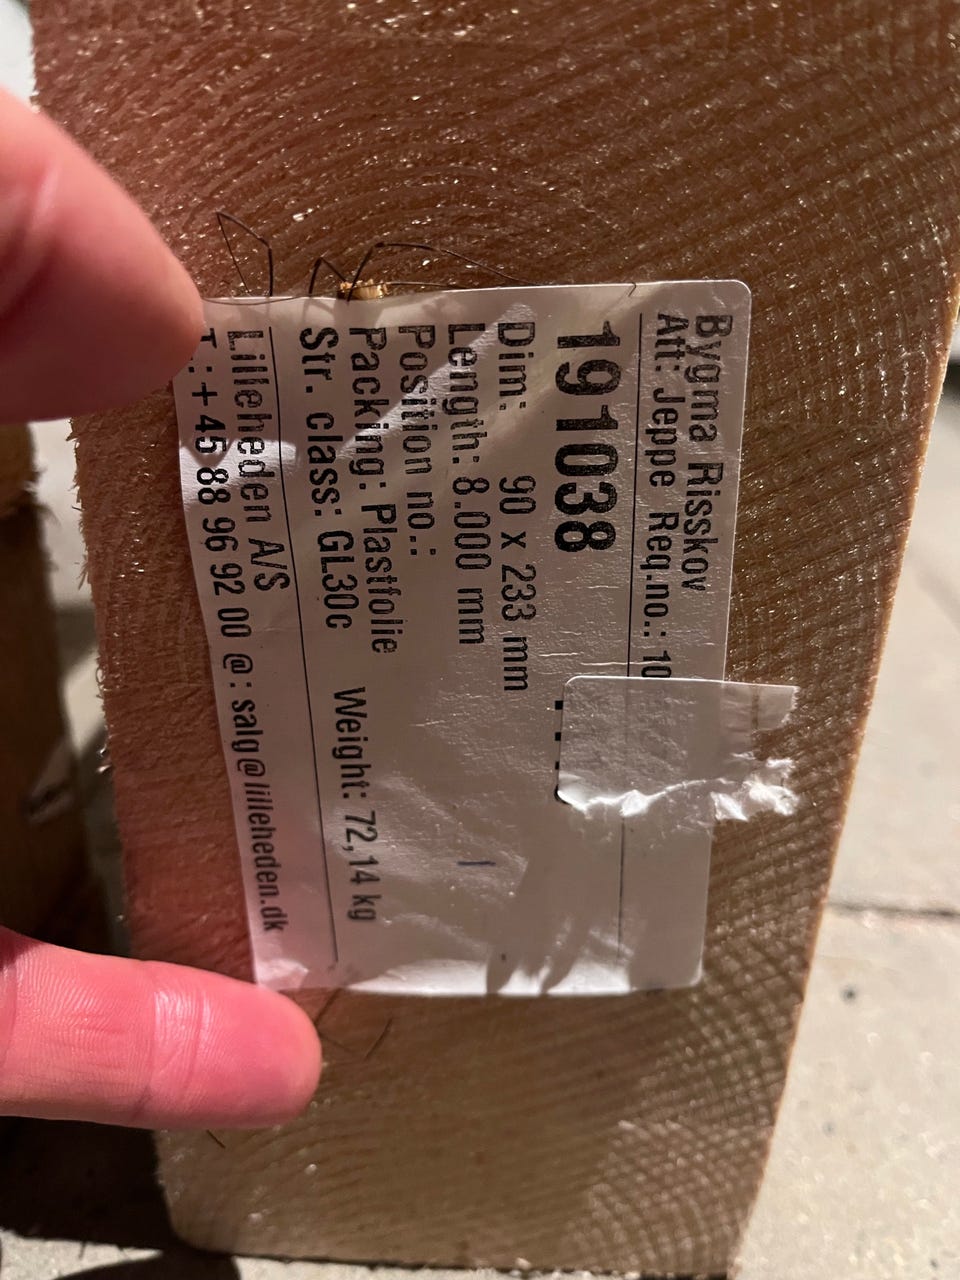 Bygma Risskov
Att: Jeppe Req.no.: 10
191038
Dim: 90 x 233 mm
Length: 8.000 mm
Position no.:
Packing: Plastfolie
Str. class: GL30c Weight: 72,14 kg
Lilleheden A/S
T: +45 88 96 92 00 @: salg@lilleheden.dk